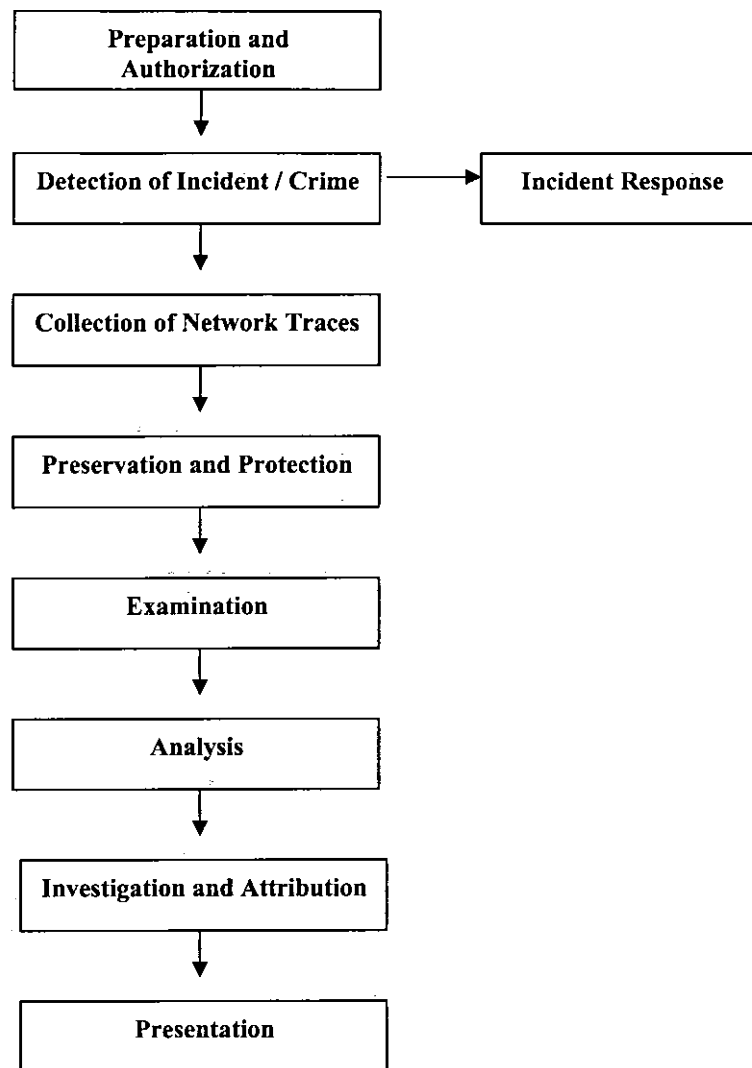 Preparation and
Authorization
Detection of Incident / Crime
Incident Response
Collection of Network Traces
Preservation and Protection
Examination
Analysis
Investigation and Attribution
Presentation